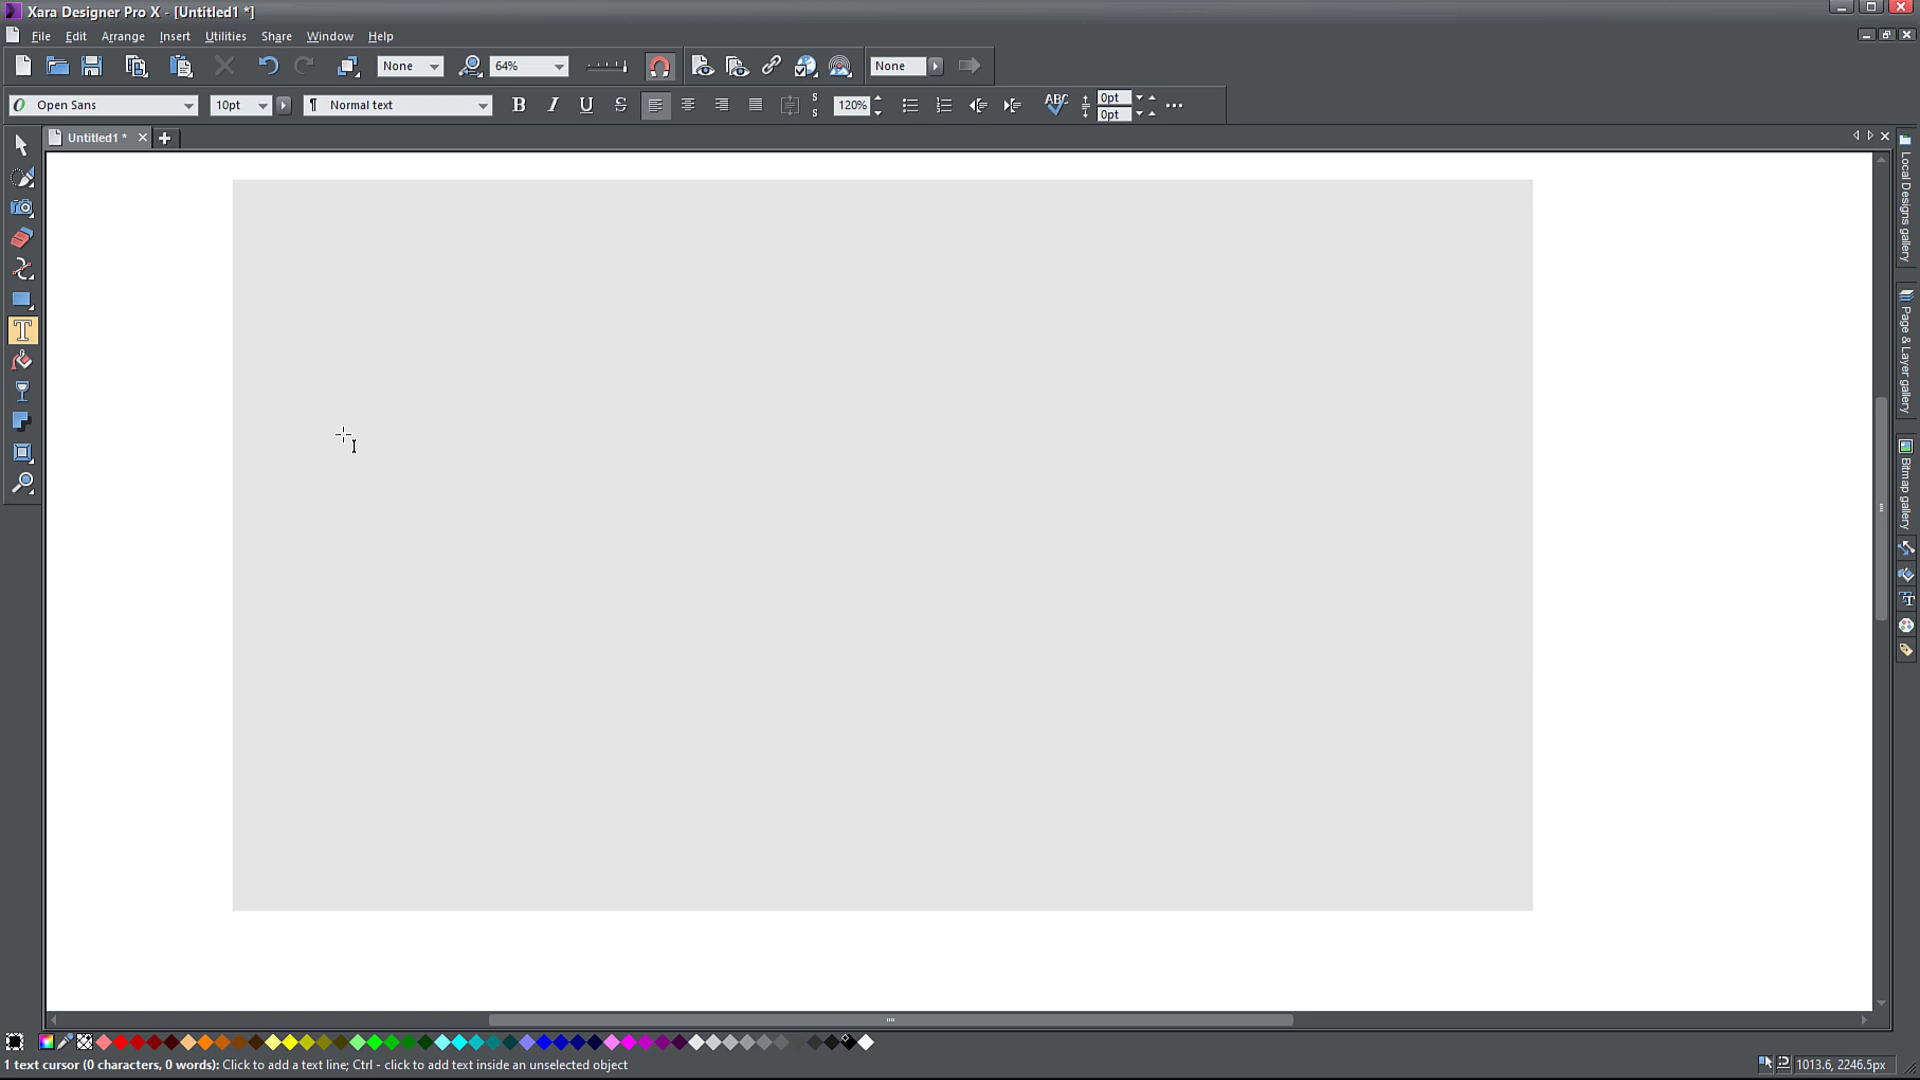 Xara Designer Pro X - [Untitled1 *]
File Edit Arrange Insert Utilities Share Window Help
None 64% None
Open Sans 10pt ¶ Normal text B I U S S S 120% ABC 0pt
0pt
Untitled1 *
Local Designs gallery
Page & Layer gallery
Bitmap gallery
T
1 text cursor (0 characters, 0 words): Click to add a text line; Ctrl - click to add text inside an unselected object
1013.6, 2246.5px